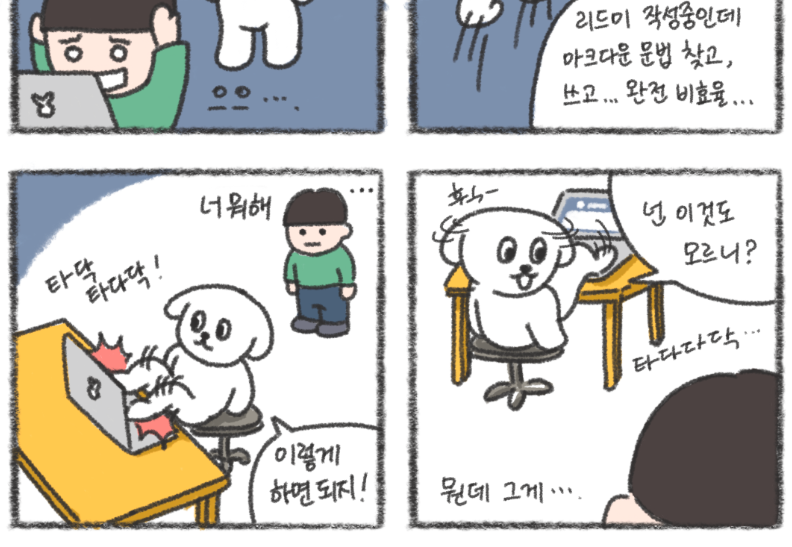 ...
리드미 작성중인데
마크다운 문법 찾고,
쓰고... 완전 비효율...
...
너 뭐해
타닥
타다닥!
이렇게
하면 되지!
휘릭-
넌 이것도
모르니?
타다다닥...
뭔데 그게....